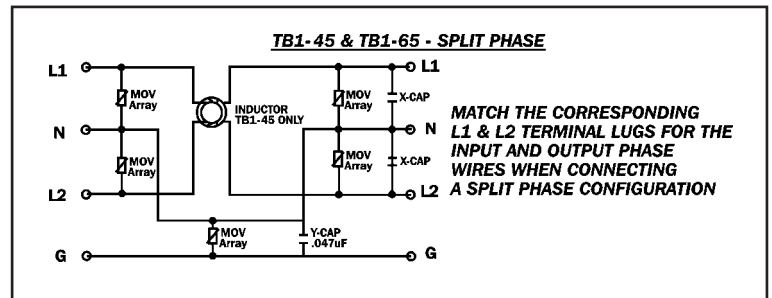 TB1-45 & TB1-65 - SPLIT PHASE
L1
L1
MOV
Array
INDUCTOR
TB1-45 ONLY
MOV
Array
X-CAP
N
N
MOV
Array
MOV
Array
X-CAP
L2
L2
MOV
Array
Y-CAP
.047uF
G
G
MATCH THE CORRESPONDING
L1 & L2 TERMINAL LUGS FOR THE
INPUT AND OUTPUT PHASE
WIRES WHEN CONNECTING
A SPLIT PHASE CONFIGURATION